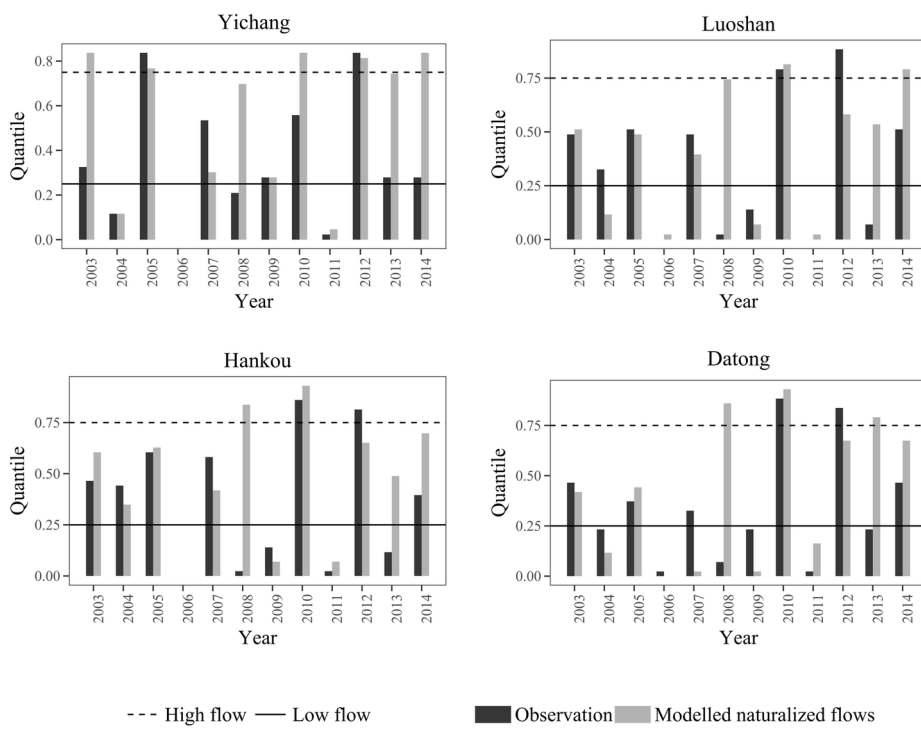 Yichang
Quantile
0.8
0.6
0.4
0.2
0.0
2003 2004 2005 2006 2007 2008 2009 2010 2011 2012 2013 2014
Year
Luoshan
Quantile
0.75
0.50
0.25
0.00
2003 2004 2005 2006 2007 2008 2009 2010 2011 2012 2013 2014
Year
Hankou
Quantile
0.75
0.50
0.25
0.00
2003 2004 2005 2006 2007 2008 2009 2010 2011 2012 2013 2014
Year
Datong
Quantile
0.75
0.50
0.25
0.00
2003 2004 2005 2006 2007 2008 2009 2010 2011 2012 2013 2014
Year
High flow Low flow Observation Modelled naturalized flows